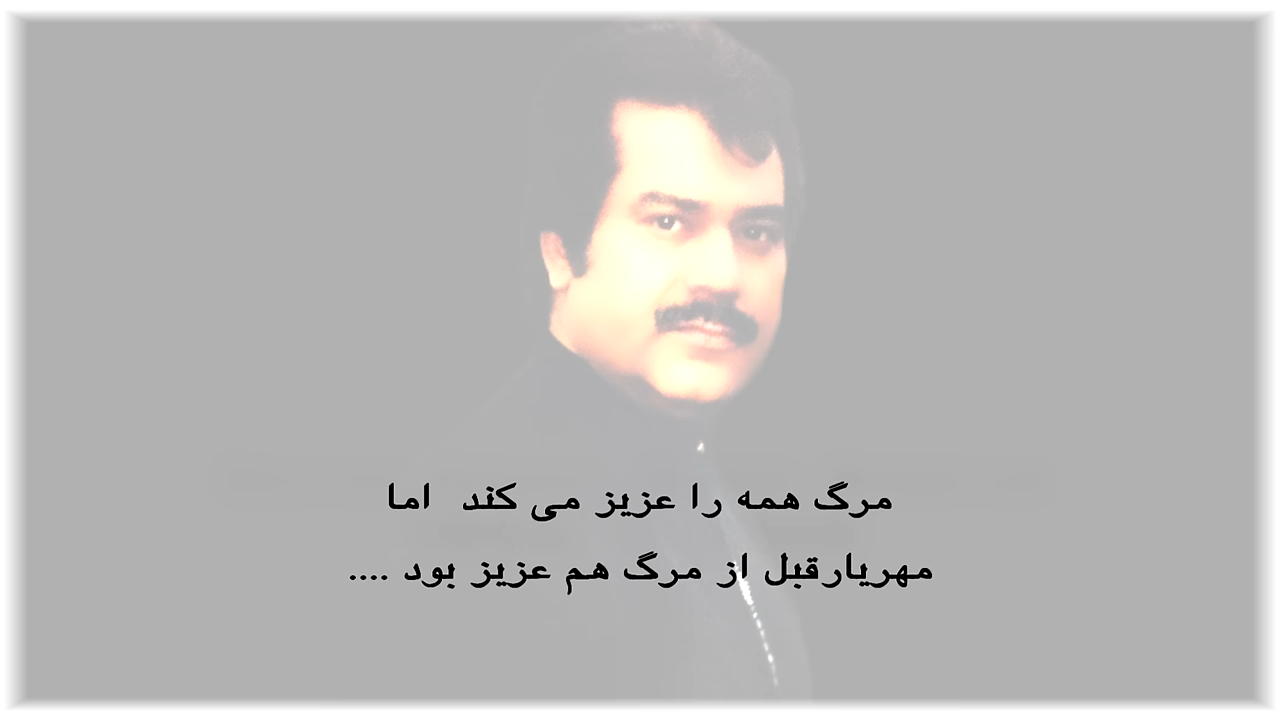 مرگ همه را عزیز می کند اما
مهریارقبل از مرگ هم عزیز بود ....